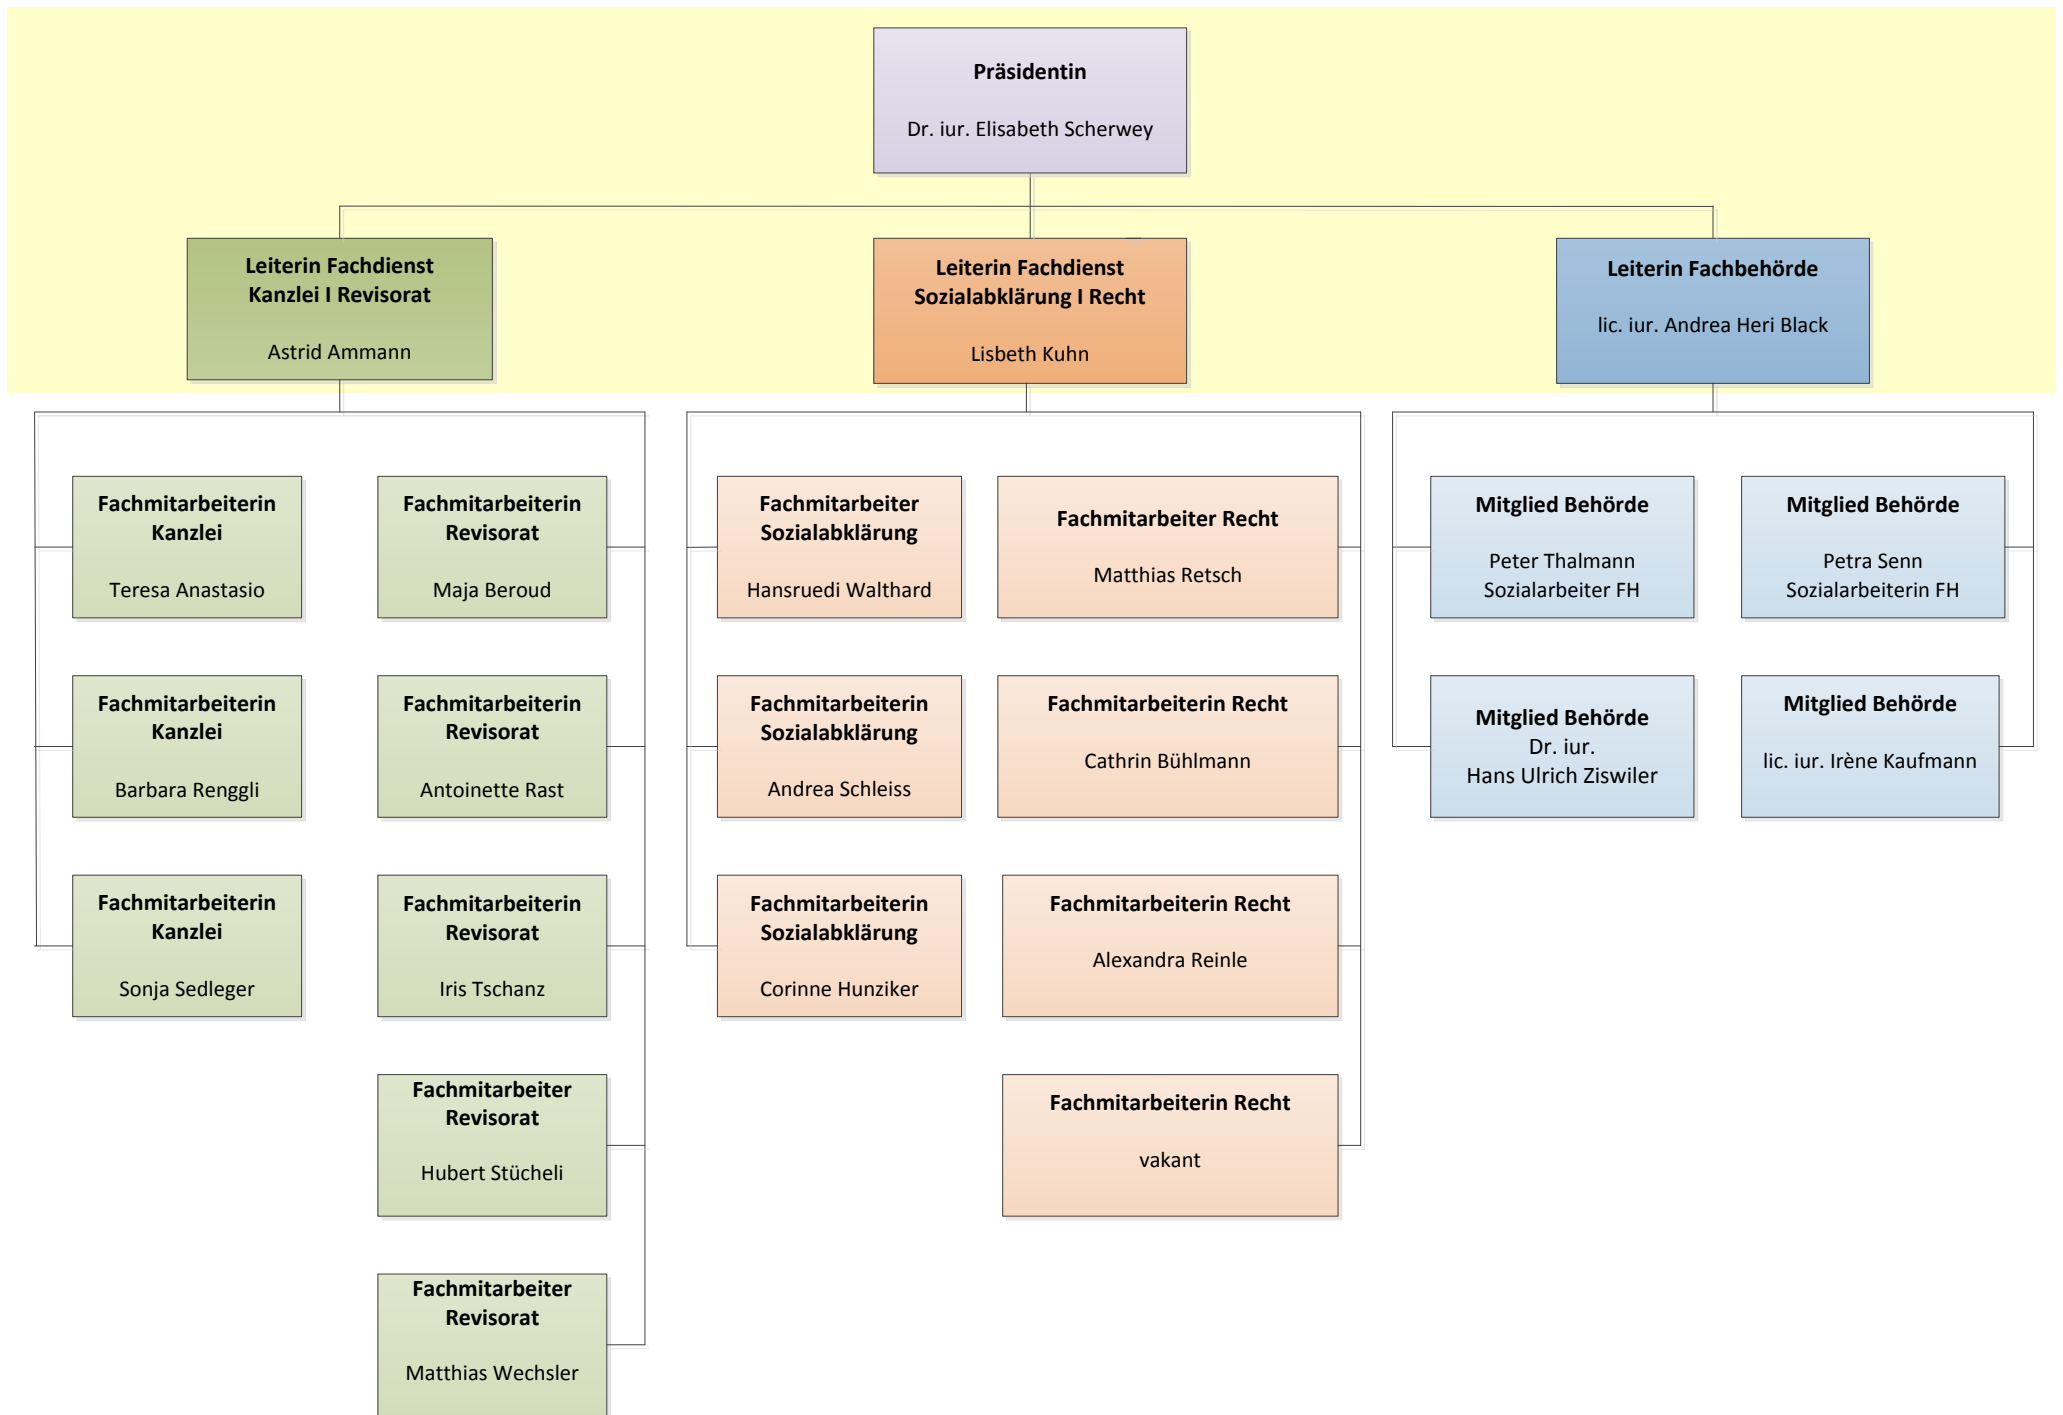 Präsidentin
Dr. iur. Elisabeth Scherwey
Leiterin Fachdienst
Kanzlei I Revisorat
Astrid Ammann
Leiterin Fachdienst
Sozialabklärung I Recht
Lisbeth Kuhn
Leiterin Fachbehörde
lic. iur. Andrea Heri Black
Fachmitarbeiterin
Kanzlei
Teresa Anastasio
Fachmitarbeiterin
Revisorat
Maja Beroud
Fachmitarbeiter
Sozialabklärung
Hansruedi Walthard
Fachmitarbeiter Recht
Matthias Retsch
Mitglied Behörde
Peter Thalmann
Sozialarbeiter FH
Mitglied Behörde
Petra Senn
Sozialarbeiterin FH
Fachmitarbeiterin
Kanzlei
Barbara Renggli
Fachmitarbeiterin
Revisorat
Antoinette Rast
Fachmitarbeiterin
Sozialabklärung
Andrea Schleiss
Fachmitarbeiterin Recht
Cathrin Bühlmann
Mitglied Behörde
Dr. iur.
Hans Ulrich Ziswiler
Mitglied Behörde
lic. iur. Irène Kaufmann
Fachmitarbeiterin
Kanzlei
Sonja Sedleger
Fachmitarbeiterin
Revisorat
Iris Tschanz
Fachmitarbeiterin
Sozialabklärung
Corinne Hunziker
Fachmitarbeiterin Recht
Alexandra Reinle
Fachmitarbeiter
Revisorat
Hubert Stücheli
Fachmitarbeiterin Recht
vakant
Fachmitarbeiter
Revisorat
Matthias Wechsler